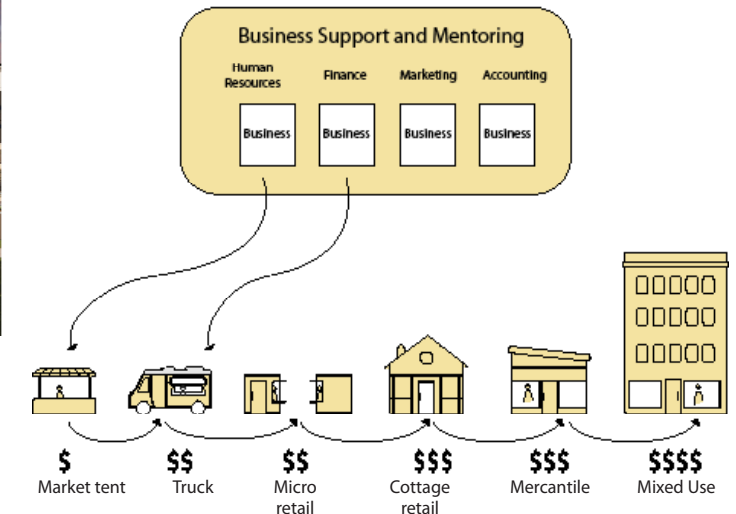 Business Support and Mentoring
Human
Resources
Finance
Marketing
Accounting
Business
Business
Business
Business
$
$$
$$
$$$
$$$
$$$$
Market tent
Truck
Micro
retail
Cottage
retail
Mercantile
Mixed Use